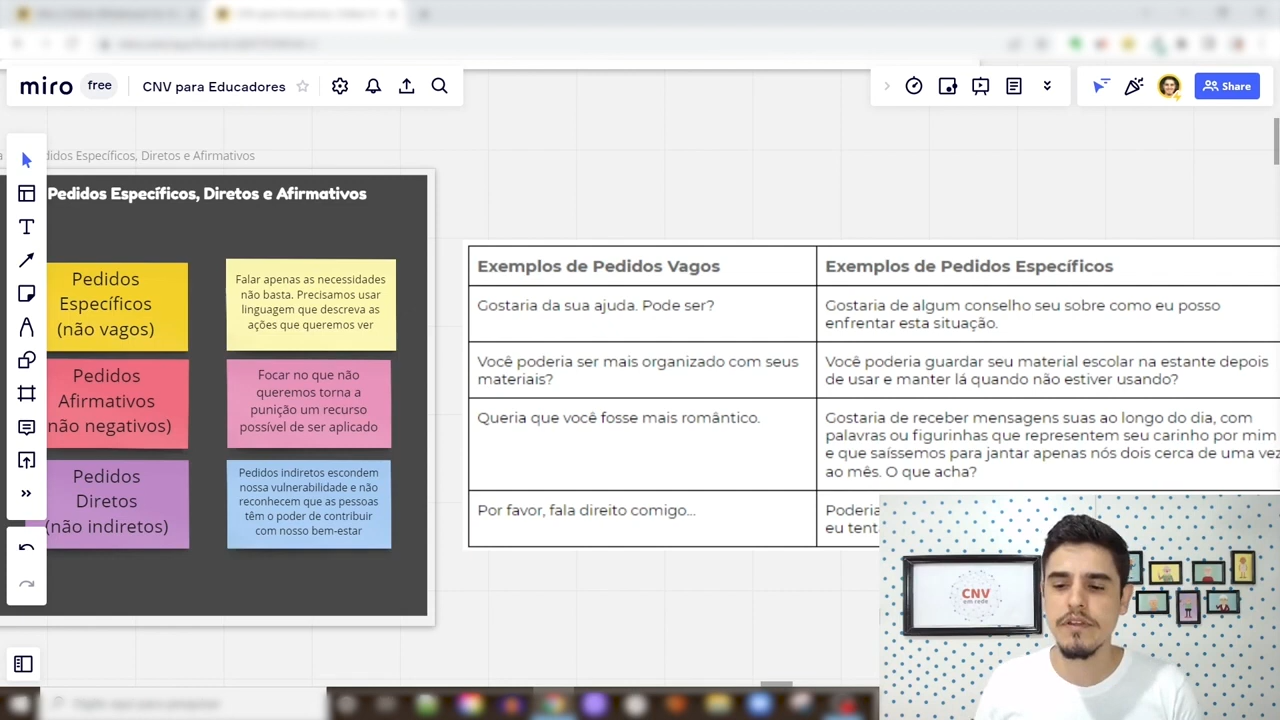 miro
free
CNV para Educadores
Share
didos Específicos, Diretos e Afirmativos
Pedidos Específicos, Diretos e Afirmativos
Pedidos
Específicos
(não vagos)
Falar apenas as necessidades
não basta. Precisamos usar
linguagem que descreva as
ações que queremos ver
Pedidos
Afirmativos
não negativos)
Focar no que não
queremos torna a
punição um recurso
possível de ser aplicado
Pedidos
Diretos
(não indiretos)
Pedidos indiretos escondem
nossa vulnerabilidade e não
reconhecem que as pessoas
têm o poder de contribuir
com nosso bem-estar
Exemplos de Pedidos Vagos
Exemplos de Pedidos Específicos
Gostaria da sua ajuda. Pode ser?
Gostaria de algum conselho seu sobre como eu posso
enfrentar esta situação.
Você poderia ser mais organizado com seus
materiais?
Você poderia guardar seu material escolar na estante depois
de usar e manter lá quando não estiver usando?
Queria que você fosse mais romântico.
Gostaria de receber mensagens suas ao longo do dia, com
palavras ou figurinhas que representem seu carinho por mim
e que saíssemos para jantar apenas nós dois cerca de uma vez
ao mês. O que acha?
Por favor, fala direito comigo...
Poderia
eu tent
CNV
em rede